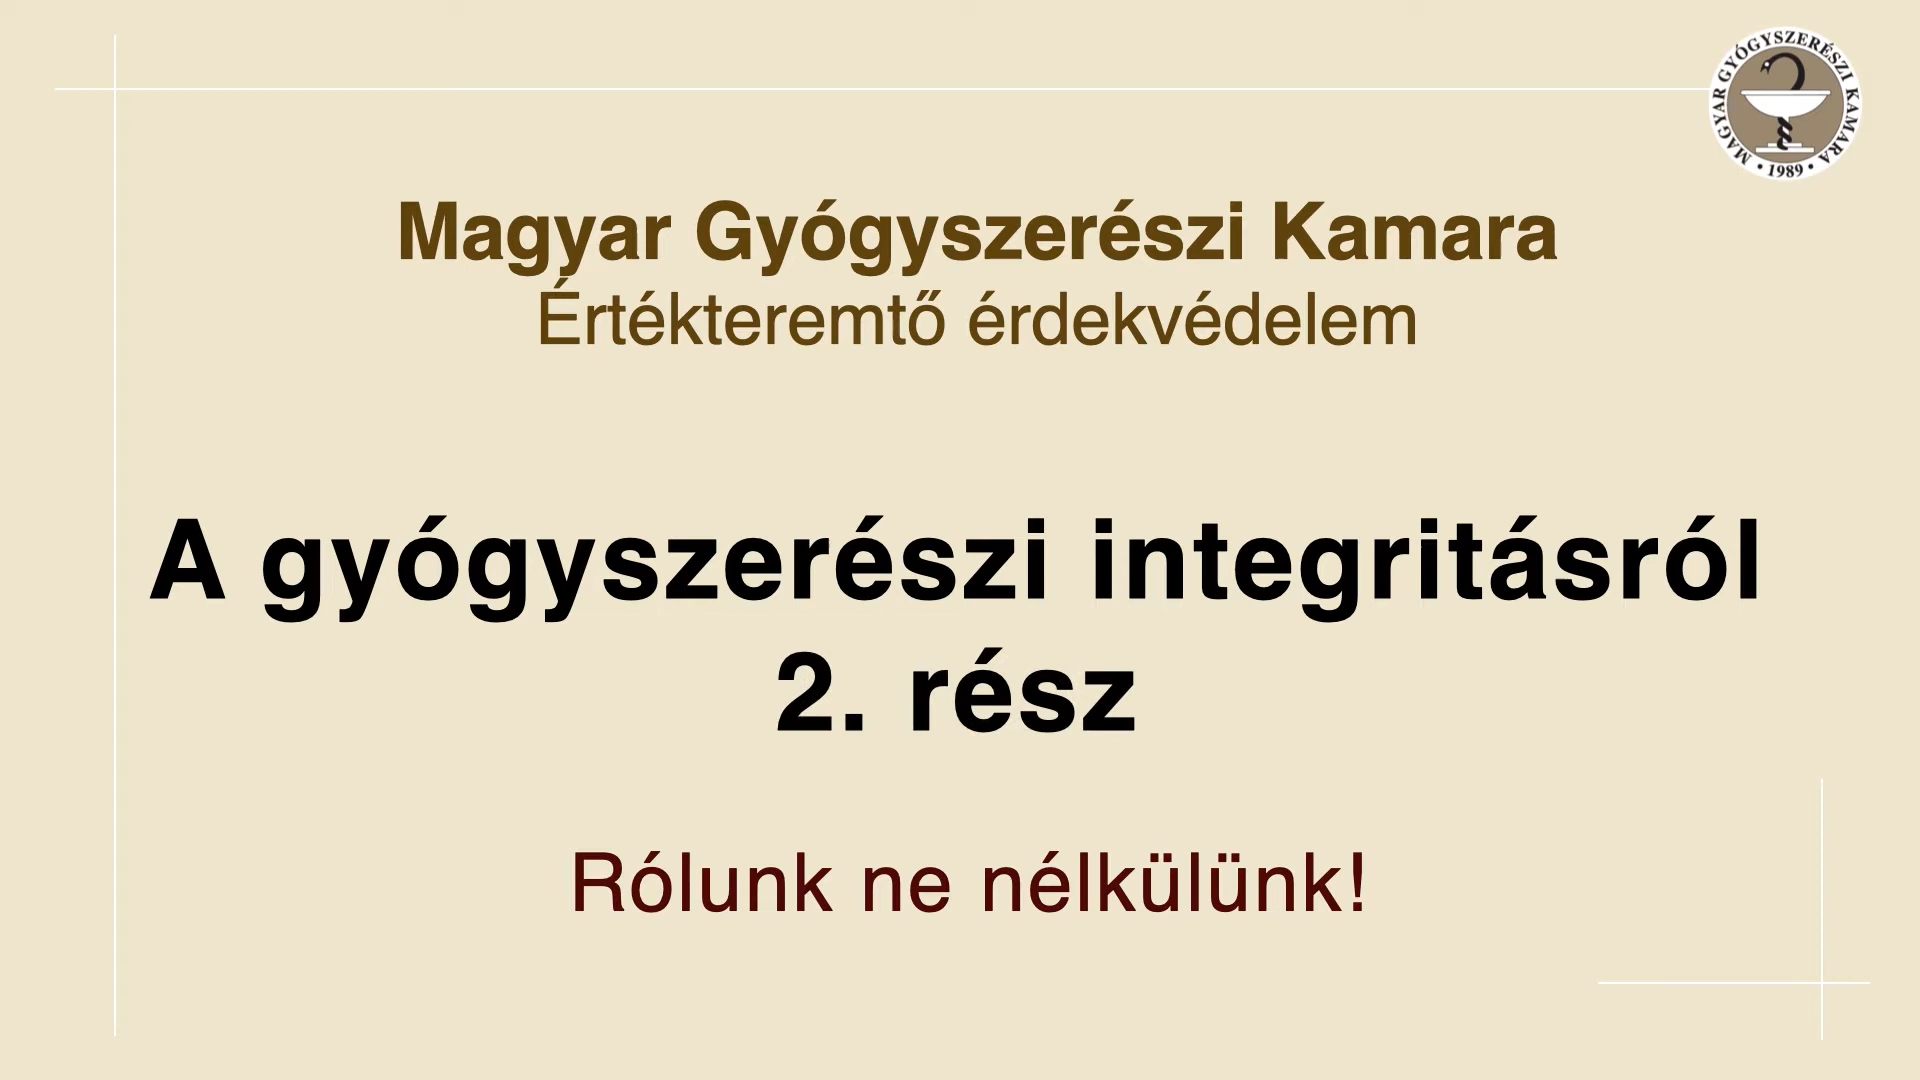 MAGYAR GYÓGYSZERÉSZI KAMARA
• 1989 •
Magyar Gyógyszerészi Kamara
Értékteremtő érdekvédelem
A gyógyszerészi integritásról
2. rész
Rólunk ne nélkülünk!